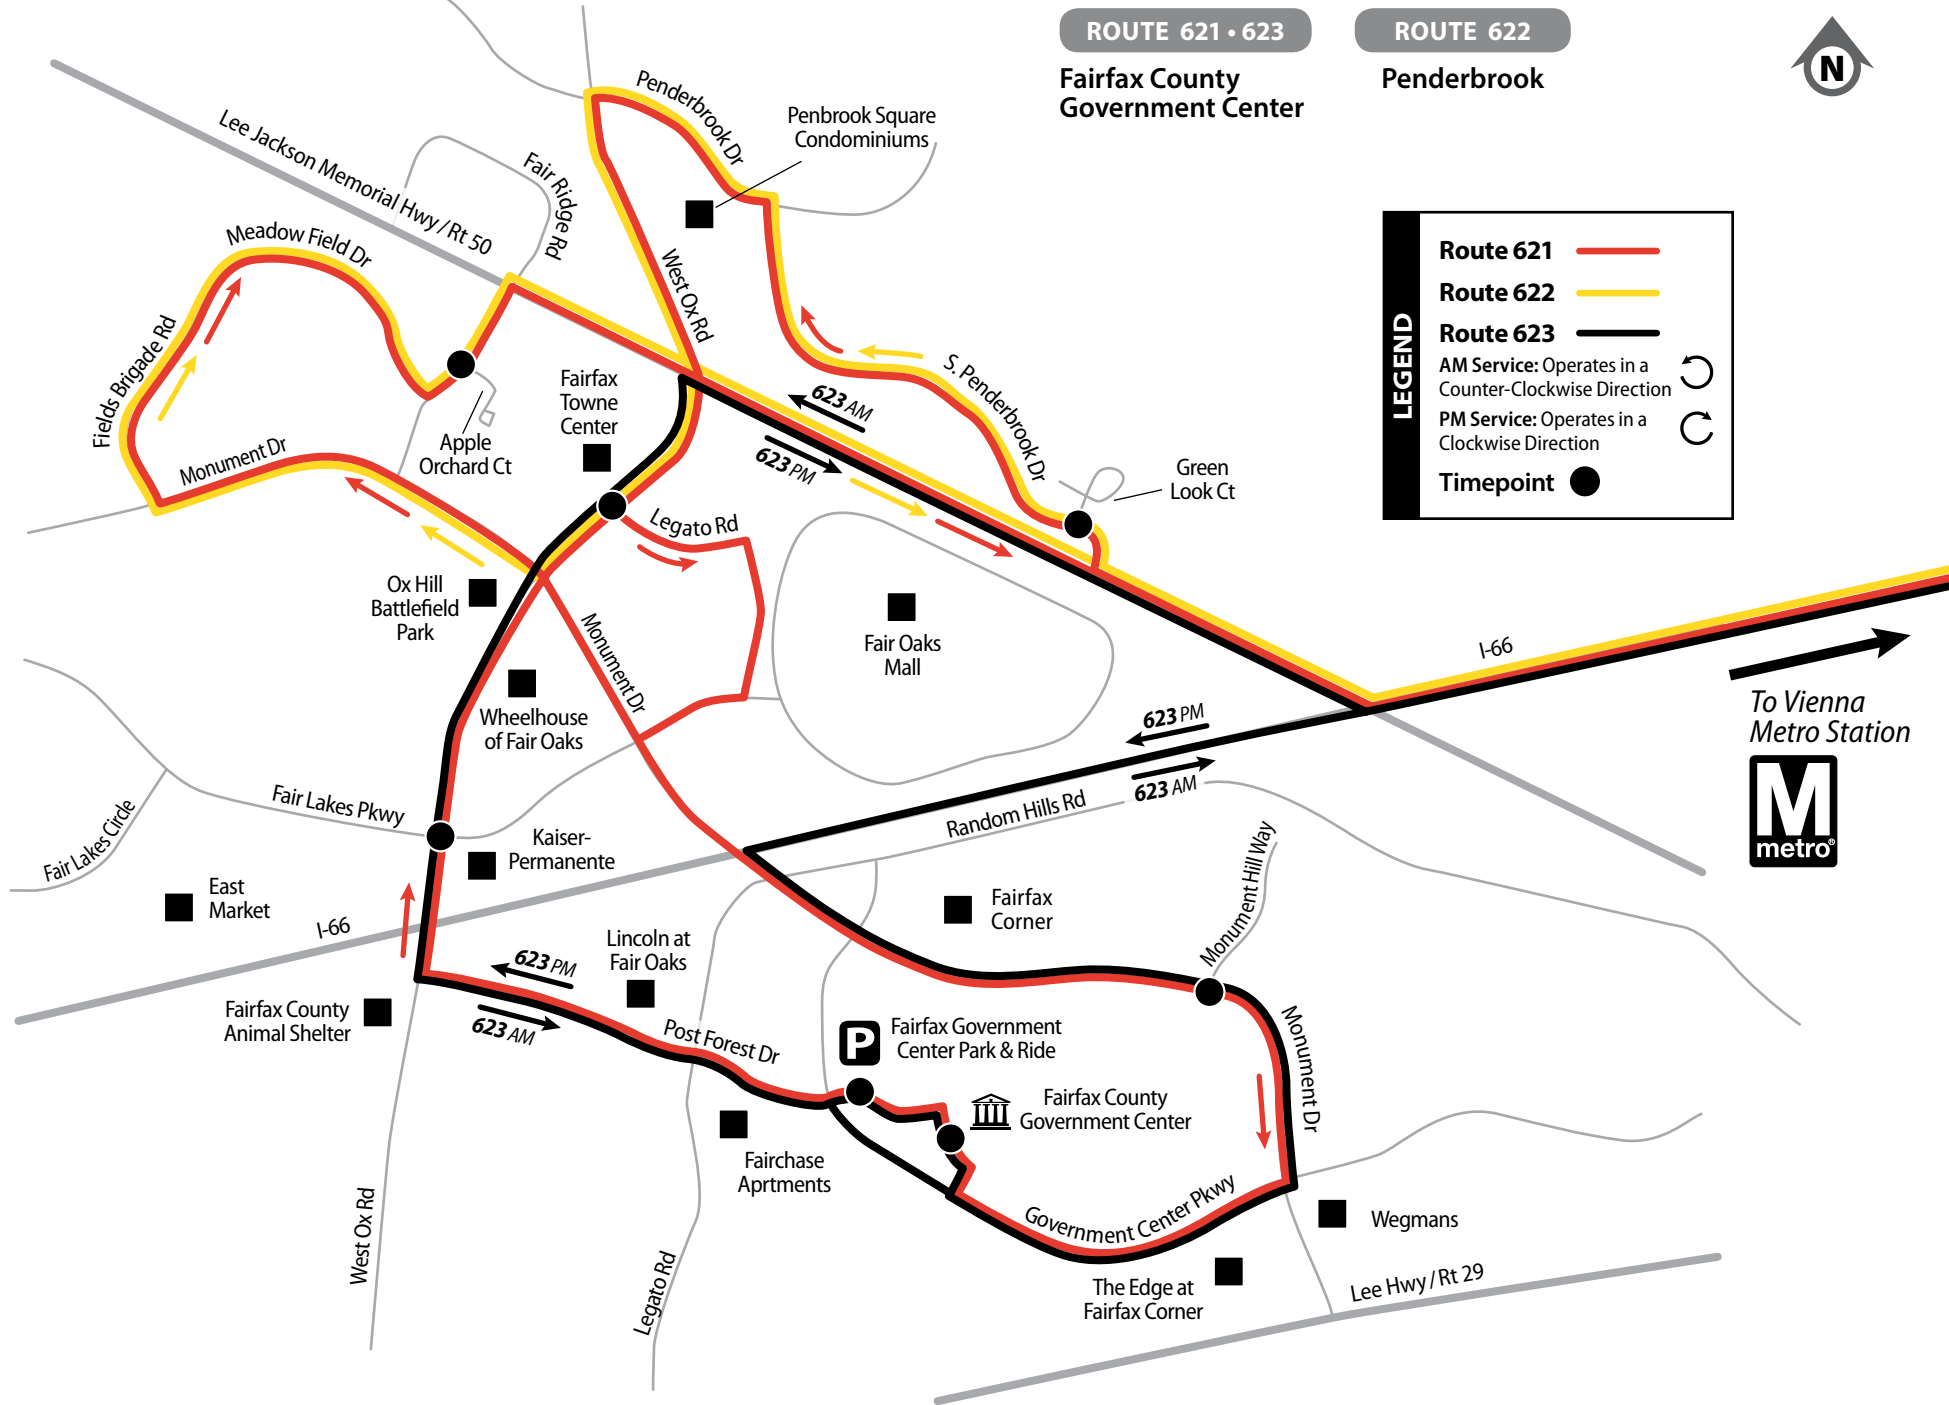 ROUTE 621 • 623
Fairfax County
Government Center
ROUTE 622
Penderbrook
N
LEGEND
Route 621
Route 622
Route 623
AM Service: Operates in a
Counter-Clockwise Direction
PM Service: Operates in a
Clockwise Direction
Timepoint
Lee Jackson Memorial Hwy / Rt 50
Fair Ridge Rd
Penderbrook Dr
Penbrook Square
Condominiums
West Ox Rd
Meadow Field Dr
Fields Brigade Rd
Monument Dr
Apple
Orchard Ct
Fairfax
Towne
Center
623 AM
623 PM
S. Penderbrook Dr
Green
Look Ct
Legato Rd
Ox Hill
Battlefield
Park
Monument Dr
Fair Oaks
Mall
I-66
To Vienna
Metro Station
M
metro®
Wheelhouse
of Fair Oaks
623 PM
623 AM
Fair Lakes Pkwy
Fair Lakes Circle
Kaiser-
Permanente
Random Hills Rd
Monument Hill Way
East
Market
I-66
Fairfax
Corner
Lincoln at
Fair Oaks
623 PM
623 AM
Fairfax County
Animal Shelter
Post Forest Dr
P
Fairfax Government
Center Park & Ride
Fairfax County
Government Center
Monument Dr
Fairchase
Aprtments
Government Center Pkwy
Wegmans
West Ox Rd
Legato Rd
The Edge at
Fairfax Corner
Lee Hwy / Rt 29